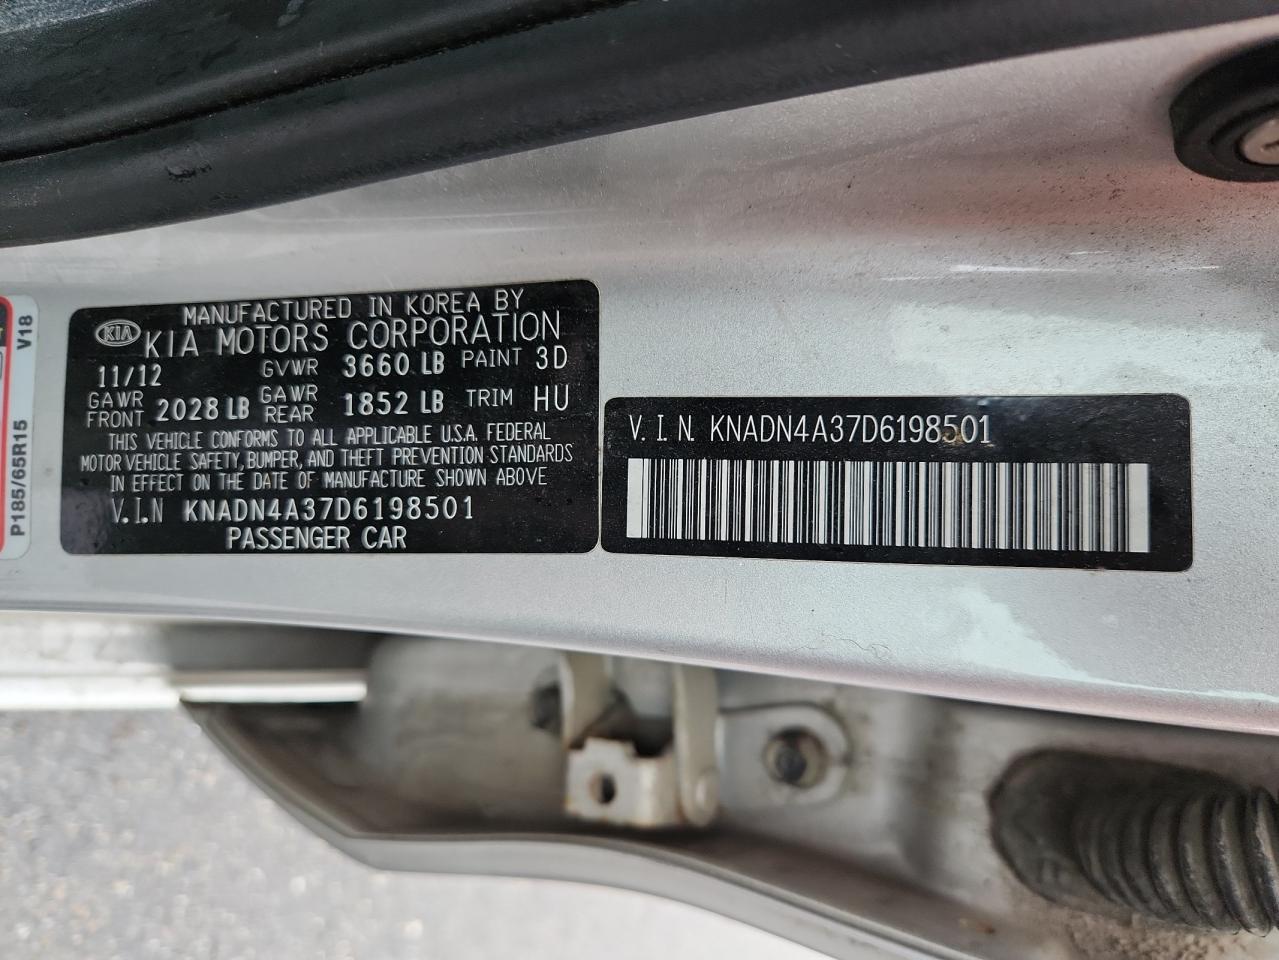 V18
P185/65R15
MANUFACTURED IN KOREA BY
KIA KIA MOTORS CORPORATION
11/12 GVWR 3660 LB PAINT 3D
GAWR FRONT 2028 LB GAWR REAR 1852 LB TRIM HU
THIS VEHICLE CONFORMS TO ALL APPLICABLE U.S.A. FEDERAL
MOTOR VEHICLE SAFETY, BUMPER, AND THEFT PREVENTION STANDARDS
IN EFFECT ON THE DATE OF MANUFACTURE SHOWN ABOVE
V.I.N KNADN4A37D6198501
PASSENGER CAR
V.I.N. KNADN4A37D6198501